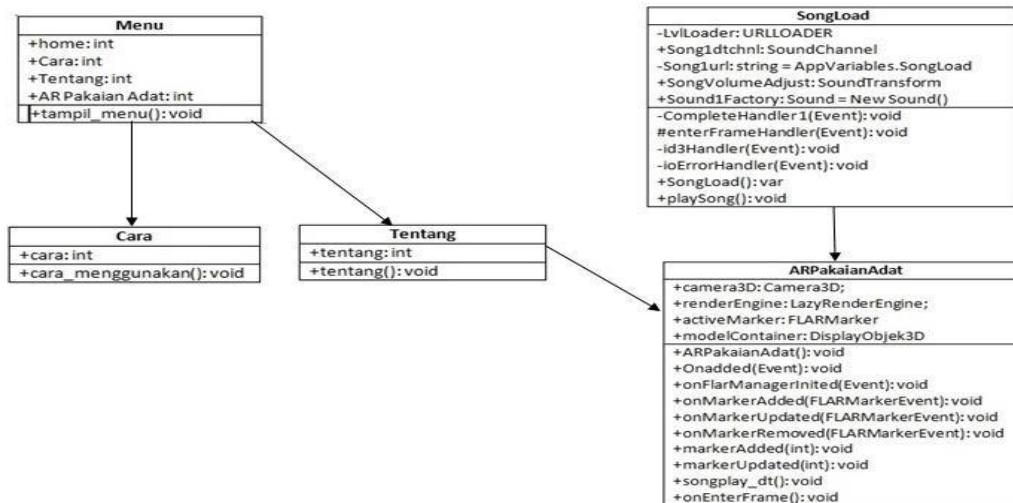 Menu
+home: int
+Cara: int
+Tentang: int
+AR Pakaian Adat: int
+tampil_menu(): void
SongLoad
-LvlLoader: URLLOADER
+Song1dtchnl: SoundChannel
-Song1url: string = AppVariables.SongLoad
+SongVolumeAdjust: SoundTransform
+Sound1Factory: Sound = New Sound()
-CompleteHandler1(Event): void
#enterFrameHandler(Event): void
-id3Handler(Event): void
-ioErrorHandler(Event): void
+SongLoad(): var
+playSong(): void
Cara
+cara: int
+cara_menggunakan(): void
Tentang
+tentang: int
+tentang(): void
ARPakaianAdat
+camera3D: Camera3D;
+renderEngine: LazyRenderEngine;
+activeMarker: FLARMarker
+modelContainer: DisplayObjek3D
+ARPakaianAdat(): void
+Onadded(Event): void
+onFlarManagerInited(Event): void
+onMarkerAdded(FLARMarkerEvent): void
+onMarkerUpdated(FLARMarkerEvent): void
+onMarkerRemoved(FLARMarkerEvent): void
+markerAdded(int): void
+markerUpdated(int): void
+songplay_dt(): void
+onEnterFrame(): void